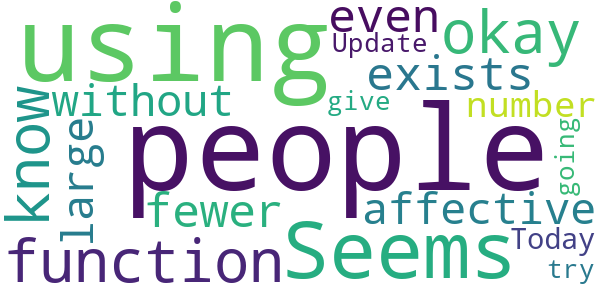 using even okay
Update
exists
know without give number
large people going
fewer affective
function Seems Today
try